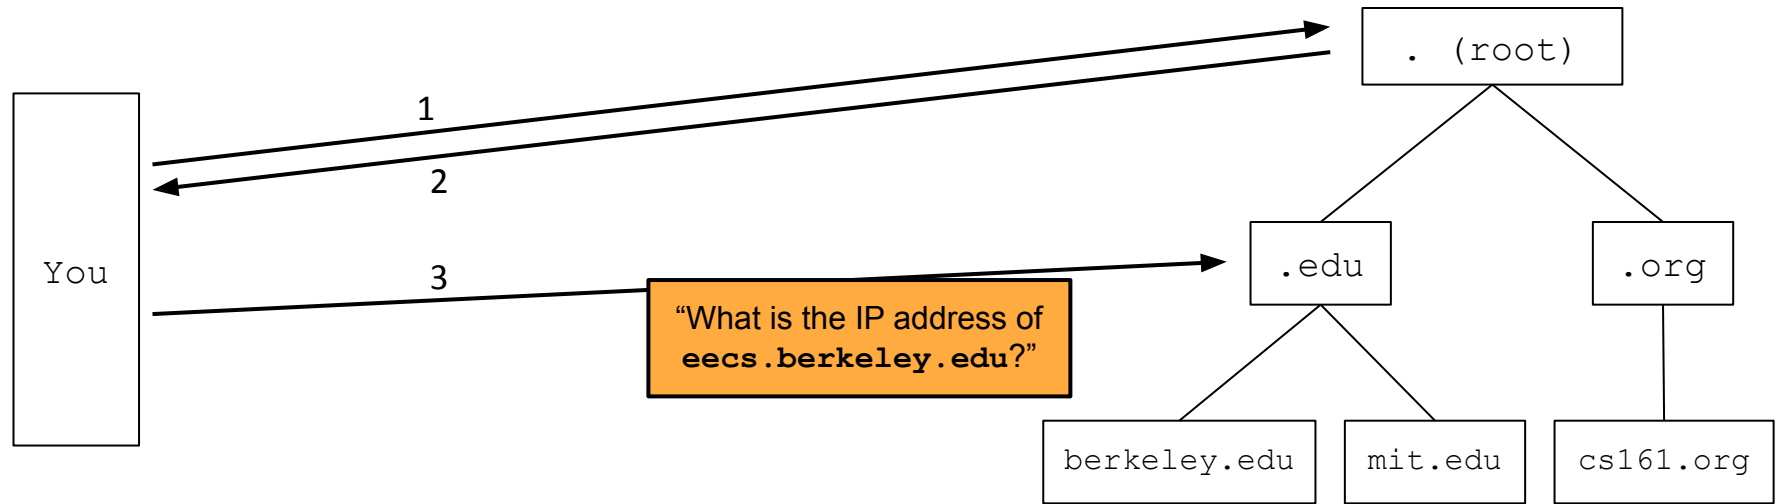 . (root)
1
2
You
3
.edu
.org
“What is the IP address of
eecs.berkeley.edu?”
berkeley.edu
mit.edu
cs161.org